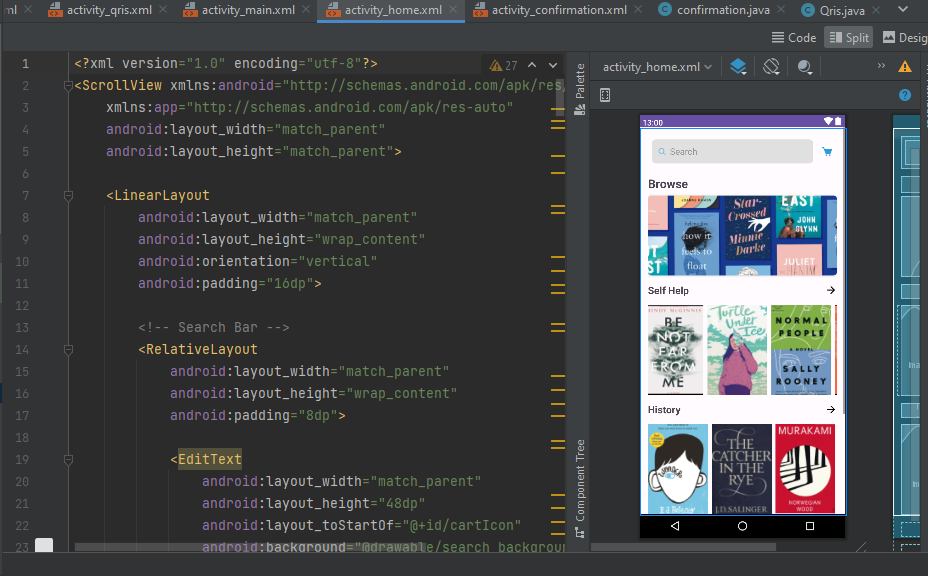 ml
activity_qris.xml
activity_main.xml
activity_home.xml
activity_confirmation.xml
confirmation.java
Qris.java
Code
Split
Desig
1 <?xml version="1.0" encoding="utf-8"?>
27
2 <ScrollView xmlns:android="http://schemas.android.com/apk/res/
3 xmlns:app="http://schemas.android.com/apk/res-auto"
4 android:layout_width="match_parent"
5 android:layout_height="match_parent">
6
7 <LinearLayout
8 android:layout_width="match_parent"
9 android:layout_height="wrap_content"
10 android:orientation="vertical"
11 android:padding="16dp">
12
13 <!-- Search Bar -->
14 <RelativeLayout
15 android:layout_width="match_parent"
16 android:layout_height="wrap_content"
17 android:padding="8dp">
18
19 <EditText
20 android:layout_width="match_parent"
21 android:layout_height="48dp"
22 android:layout_toStartOf="@+id/cartIcon"
23 android:background="@drawable/search_backgrou
Palette
Component Tree
activity_home.xml
13:00
Search
Browse
how it
feels to
float
STAR-
CROSSED
MINNIE
DARKE
EAST
JOHN
GLYNN
JULIET
Self Help
MINDY McGINNIS
BE
NOT
FAR
FROM
ME
Turtle
Under
Ice
NORMAL
PEOPLE
A NOVEL
SALLY
ROONEY
History
Wonder
R.J. Palacio
THE
CATCHER
IN THE
RYE
J.D. SALINGER
MURAKAMI
NORWEGIAN
WOOD